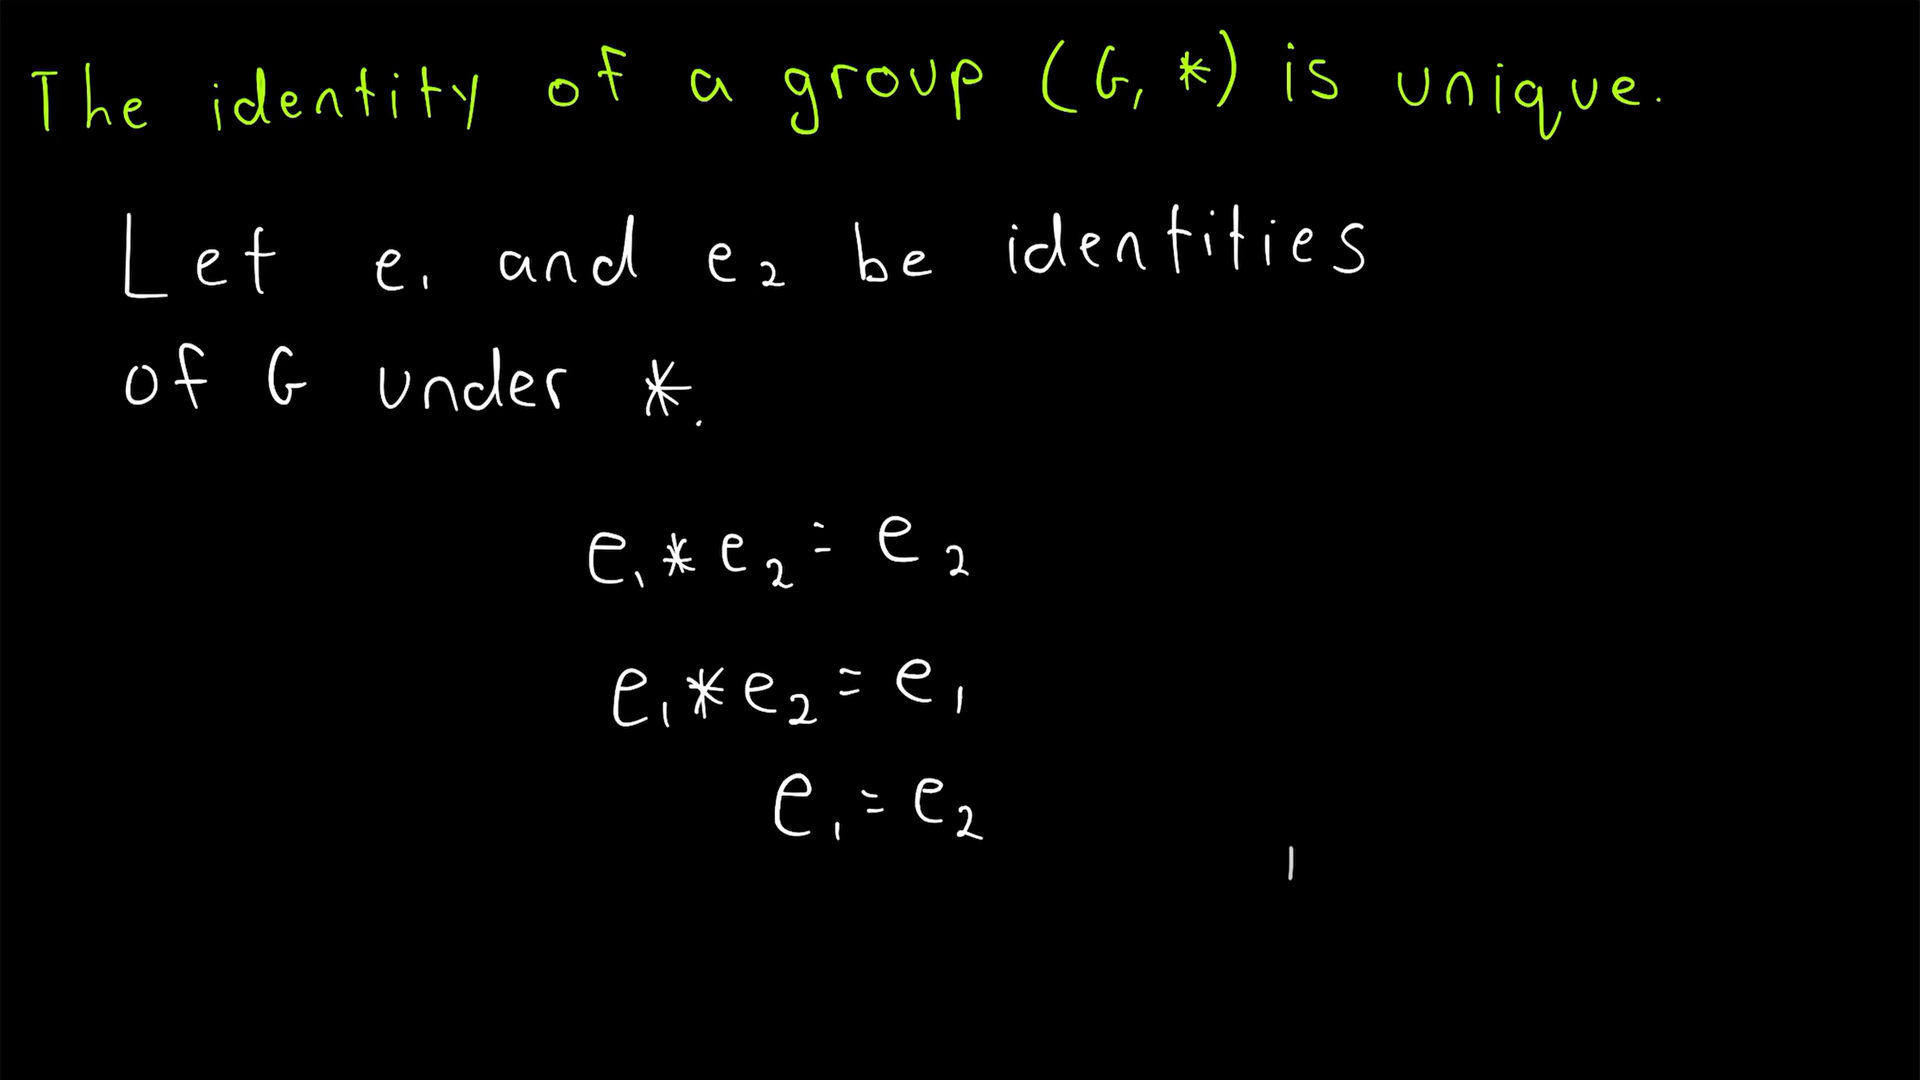 The identity of a group (G, *) is unique.
Let e₁ and e₂ be identities
of G under *.
e₁ * e₂ = e₂
e₁ * e₂ = e₁
e₁ = e₂